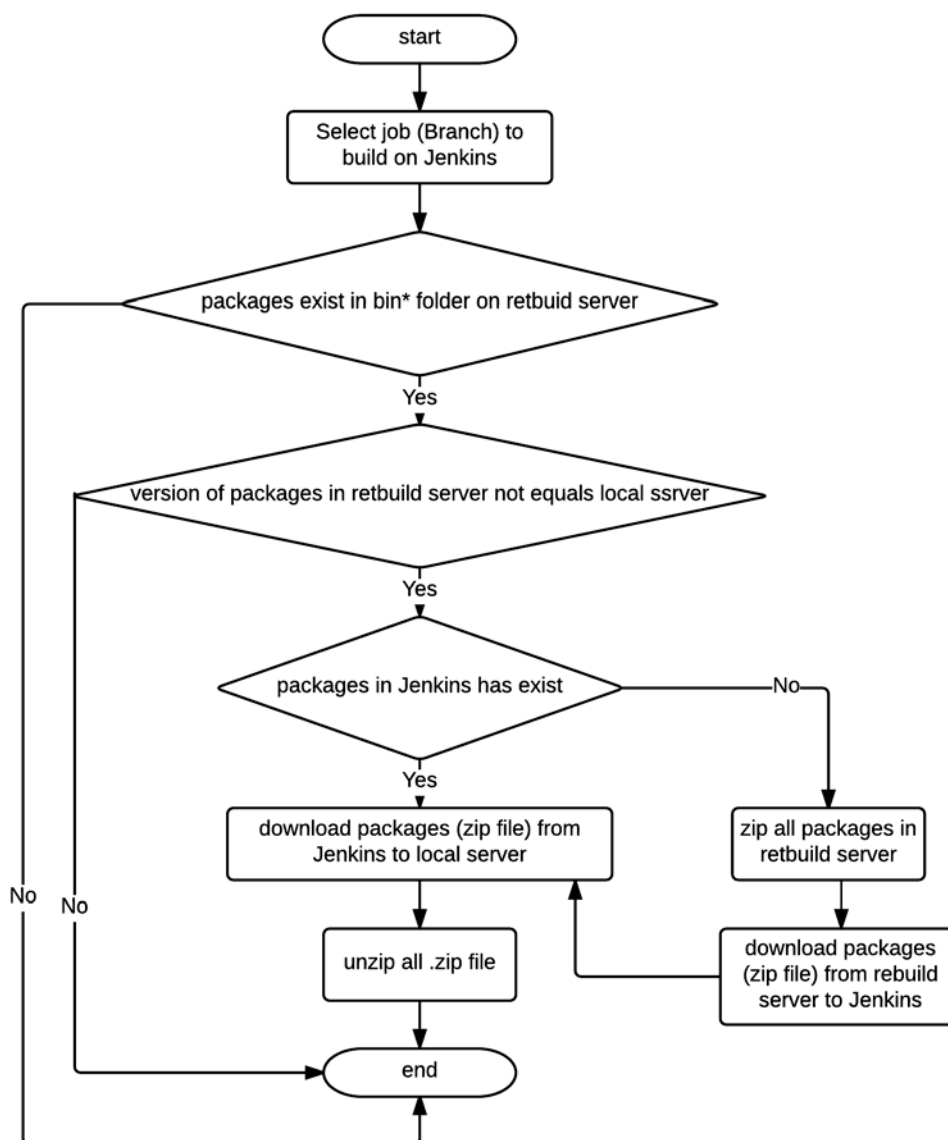 start
Select job (Branch) to
build on Jenkins
packages exist in bin* folder on retbuid server
Yes
version of packages in retbuild server not equals local ssrver
Yes
packages in Jenkins has exist
No
Yes
download packages (zip file) from
Jenkins to local server
zip all packages in
retbuild server
No
No
unzip all .zip file
download packages
(zip file) from rebuild
server to Jenkins
end